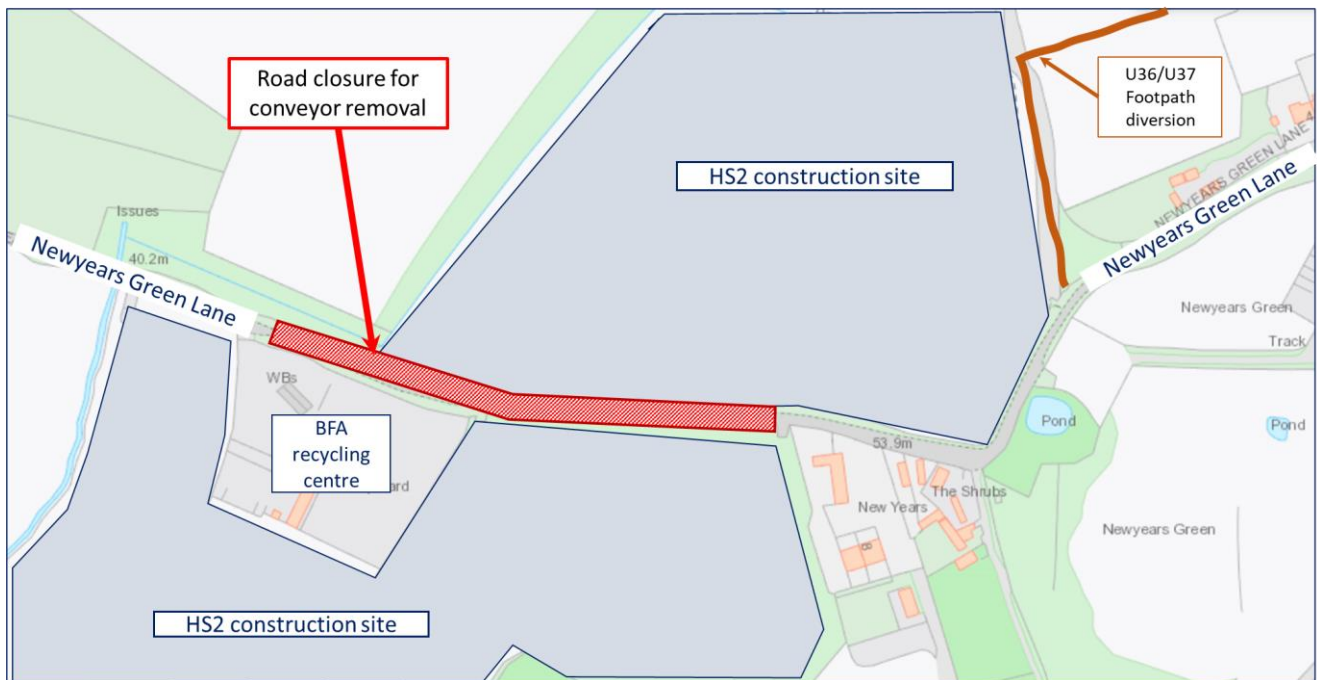 Road closure for
conveyor removal
U36/U37
Footpath
diversion
HS2 construction site
NEWYEARS GREEN LANE
Newyears Green Lane
Issues
40.2m
Newyears Green Lane
Newyears Green
Track
WBs
BFA
recycling
centre
Pond
Pond
53.9m
The Shrubs
New Years
Newyears Green
HS2 construction site